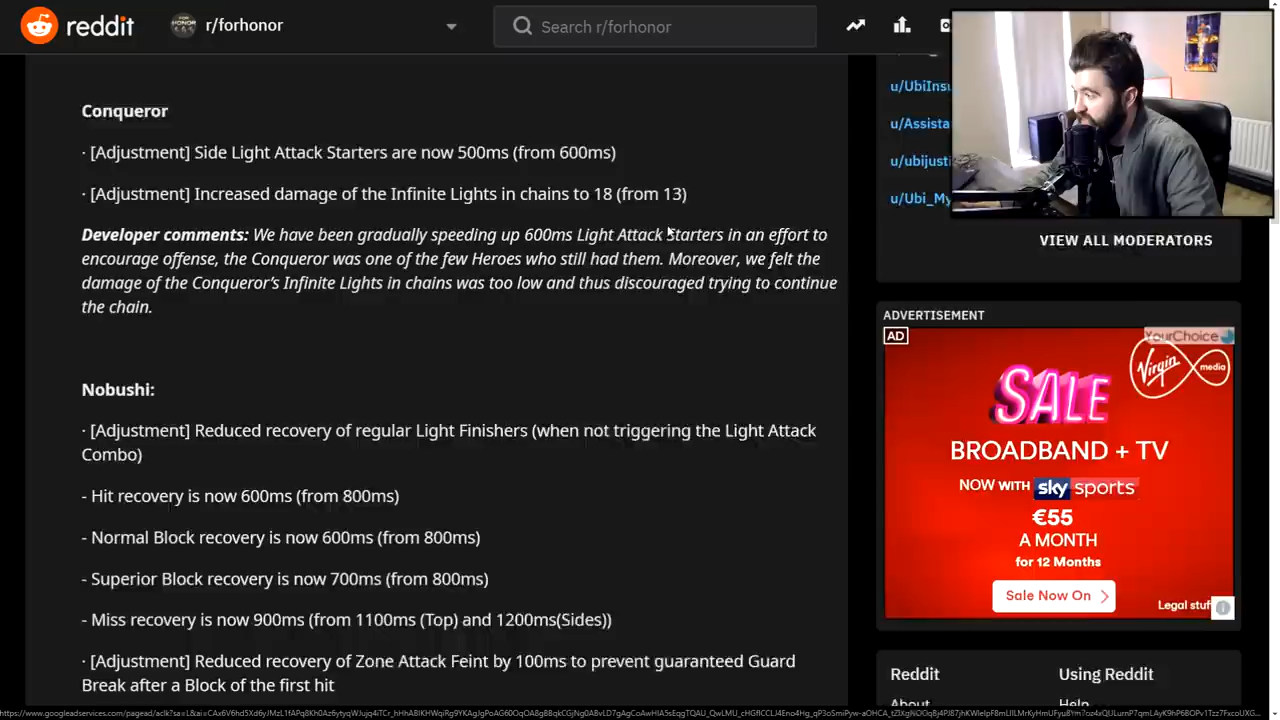 reddit
r/forhonor
Search r/forhonor
Conqueror
· [Adjustment] Side Light Attack Starters are now 500ms (from 600ms)
· [Adjustment] Increased damage of the Infinite Lights in chains to 18 (from 13)
Developer comments: We have been gradually speeding up 600ms Light Attack Starters in an effort to
encourage offense, the Conqueror was one of the few Heroes who still had them. Moreover, we felt the
damage of the Conqueror's Infinite Lights in chains was too low and thus discouraged trying to continue
the chain.
Nobushi:
· [Adjustment] Reduced recovery of regular Light Finishers (when not triggering the Light Attack
Combo)
- Hit recovery is now 600ms (from 800ms)
- Normal Block recovery is now 600ms (from 800ms)
- Superior Block recovery is now 700ms (from 800ms)
- Miss recovery is now 900ms (from 1100ms (Top) and 1200ms(Sides))
· [Adjustment] Reduced recovery of Zone Attack Feint by 100ms to prevent guaranteed Guard
Break after a Block of the first hit
u/UbiInsu
u/Assista
u/ubijusti
u/Ubi_My
VIEW ALL MODERATORS
ADVERTISEMENT
AD
YourChoice
Virgin media
SALE
BROADBAND + TV
NOW WITH sky sports
€55
A MONTH
for 12 Months
Sale Now On
Legal stuf
Reddit
Using Reddit
About
Help